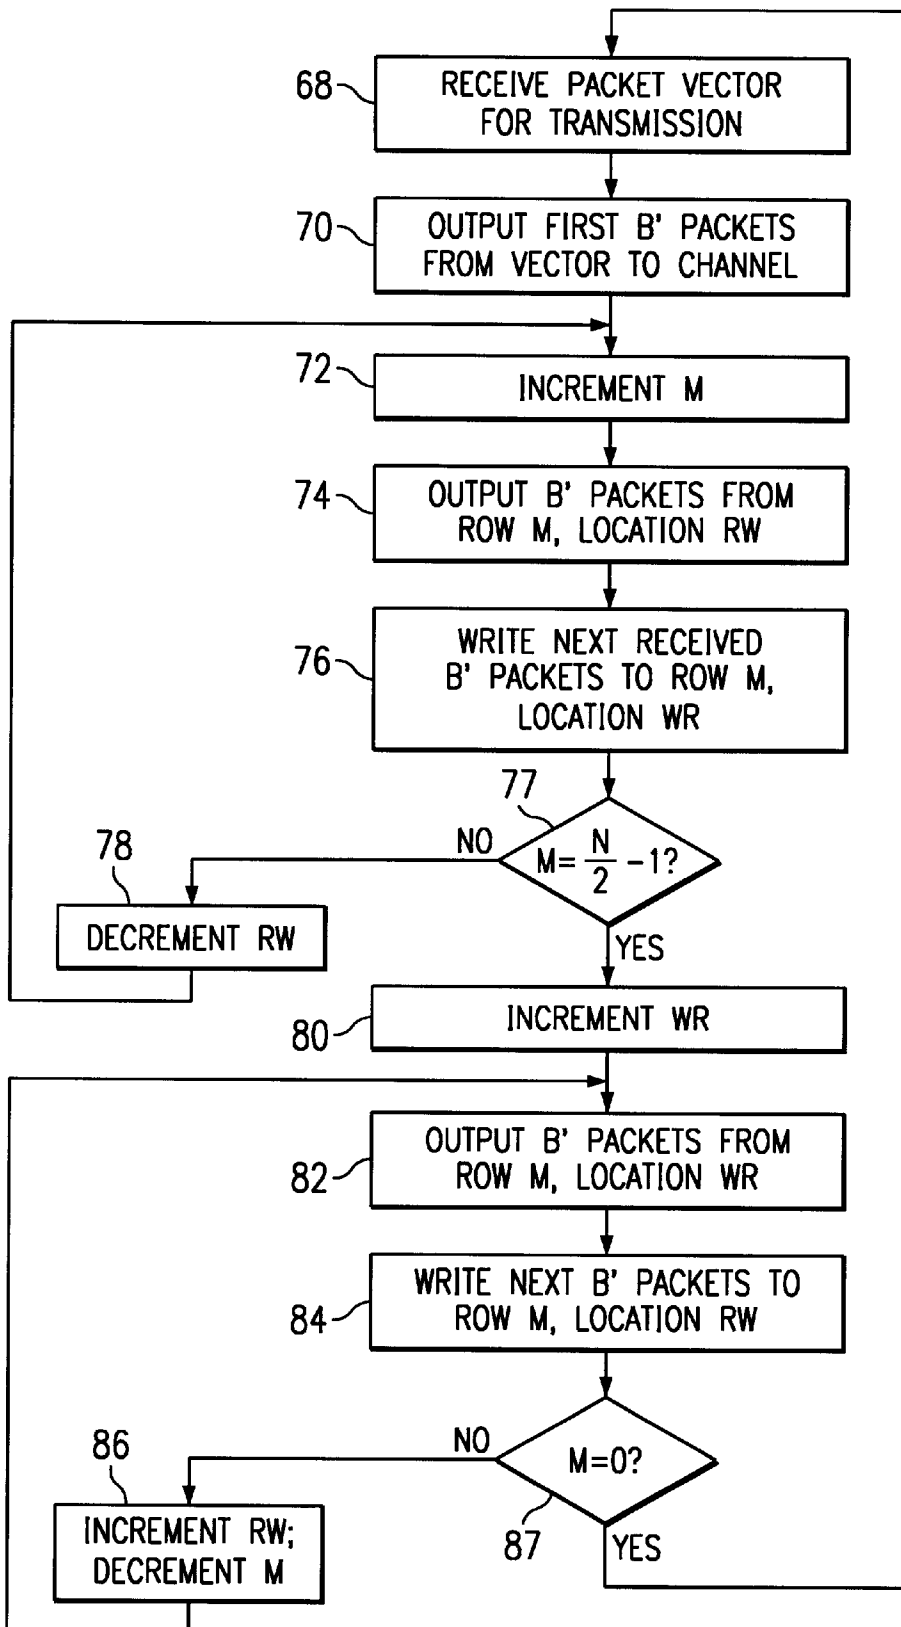 68
RECEIVE PACKET VECTOR
FOR TRANSMISSION
70
OUTPUT FIRST B' PACKETS
FROM VECTOR TO CHANNEL
72
INCREMENT M
74
OUTPUT B' PACKETS FROM
ROW M, LOCATION RW
76
WRITE NEXT RECEIVED
B' PACKETS TO ROW M,
LOCATION WR
77
M= N/2 -1?
NO
78
DECREMENT RW
YES
80
INCREMENT WR
82
OUTPUT B' PACKETS FROM
ROW M, LOCATION WR
84
WRITE NEXT B' PACKETS TO
ROW M, LOCATION RW
M=0?
87
NO
86
INCREMENT RW;
DECREMENT M
YES